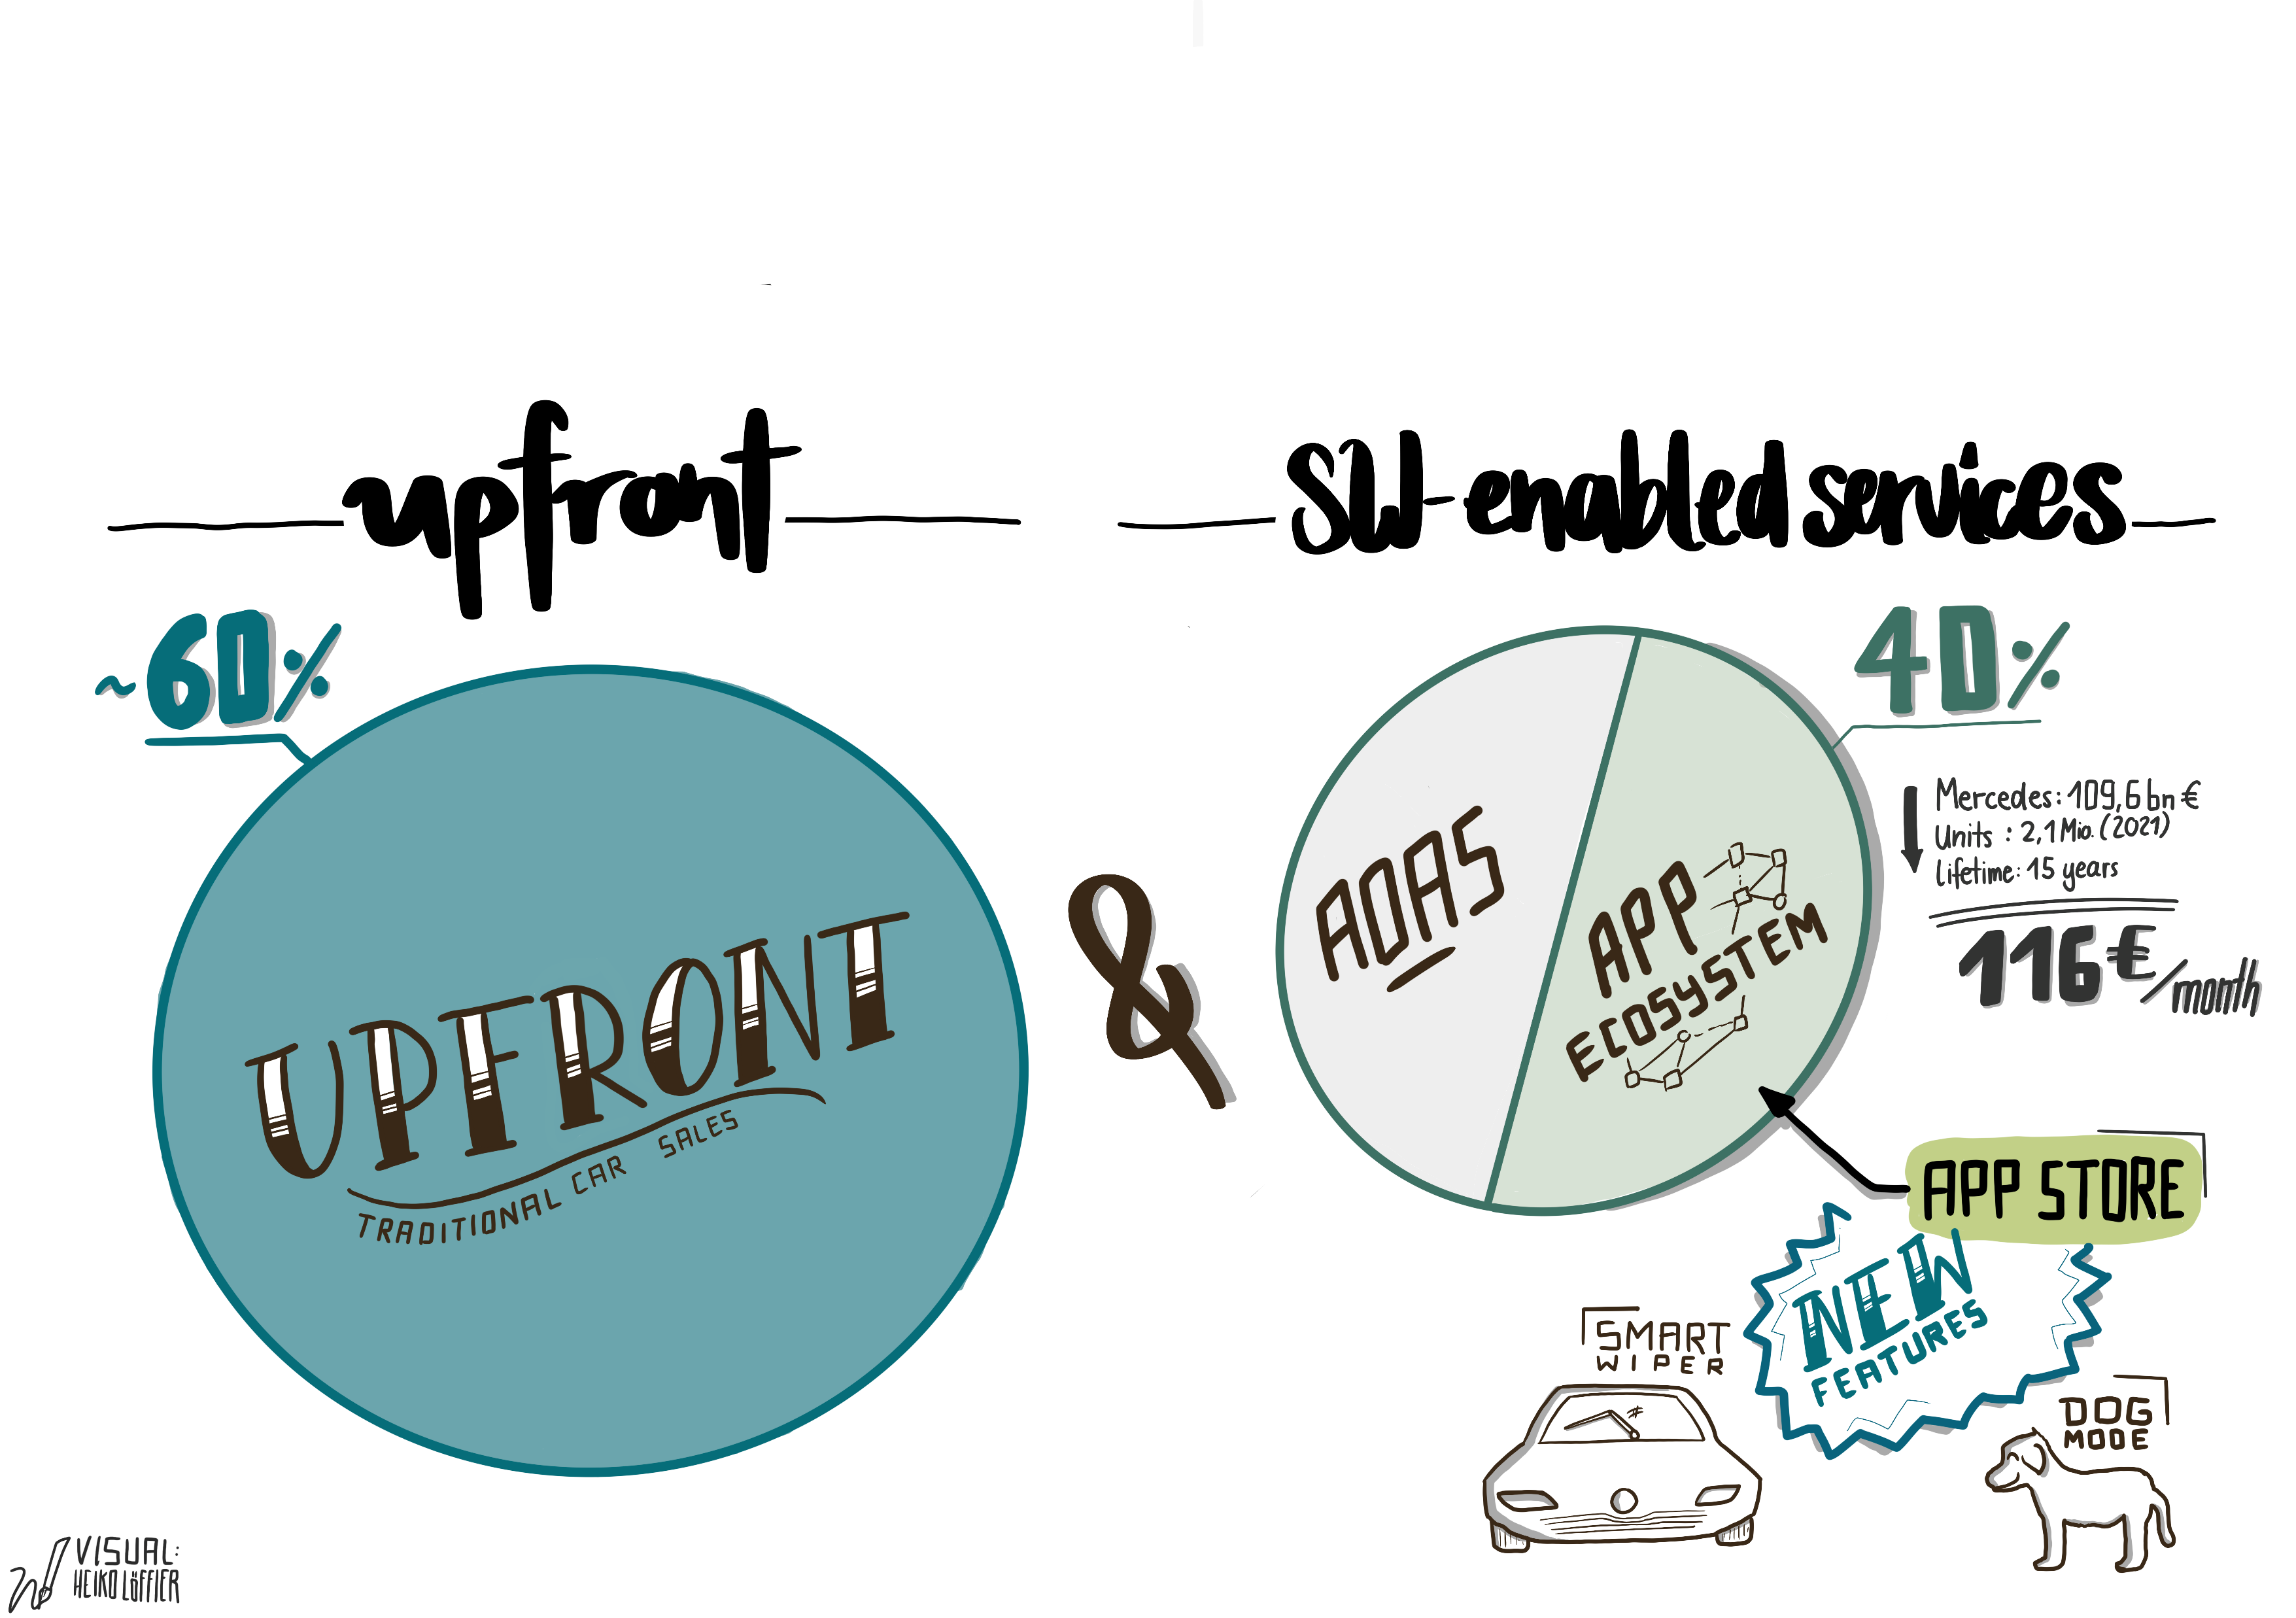 upfront
SW-enabled services
~60%
UPFRONT
TRADITIONAL CAR SALES
&
40%
ADAS
APP
ECOSYSTEM
Mercedes: 109,6 bn €
Units : 2,1 Mio. (2021)
Lifetime: 15 years
116€/month
APP STORE
NEW
FEATURES
SMART
WIPER
DOG
MODE
VISUAL:
HEIKO LÖFFLER